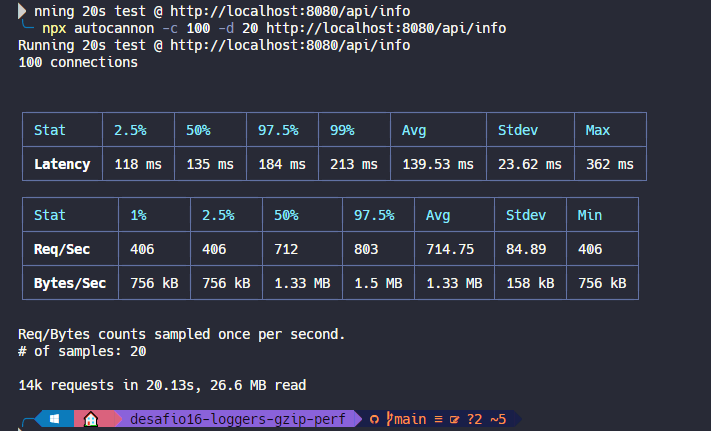 nning 20s test @ http://localhost:8080/api/info
npx autocannon -c 100 -d 20 http://localhost:8080/api/info
Running 20s test @ http://localhost:8080/api/info
100 connections
Stat 2.5% 50% 97.5% 99% Avg Stdev Max
Latency 118 ms 135 ms 184 ms 213 ms 139.53 ms 23.62 ms 362 ms
Stat 1% 2.5% 50% 97.5% Avg Stdev Min
Req/Sec 406 406 712 803 714.75 84.89 406
Bytes/Sec 756 kB 756 kB 1.33 MB 1.5 MB 1.33 MB 158 kB 756 kB
Req/Bytes counts sampled once per second.
# of samples: 20
14k requests in 20.13s, 26.6 MB read
desafio16-loggers-gzip-perf main ≡ ?2 ~5